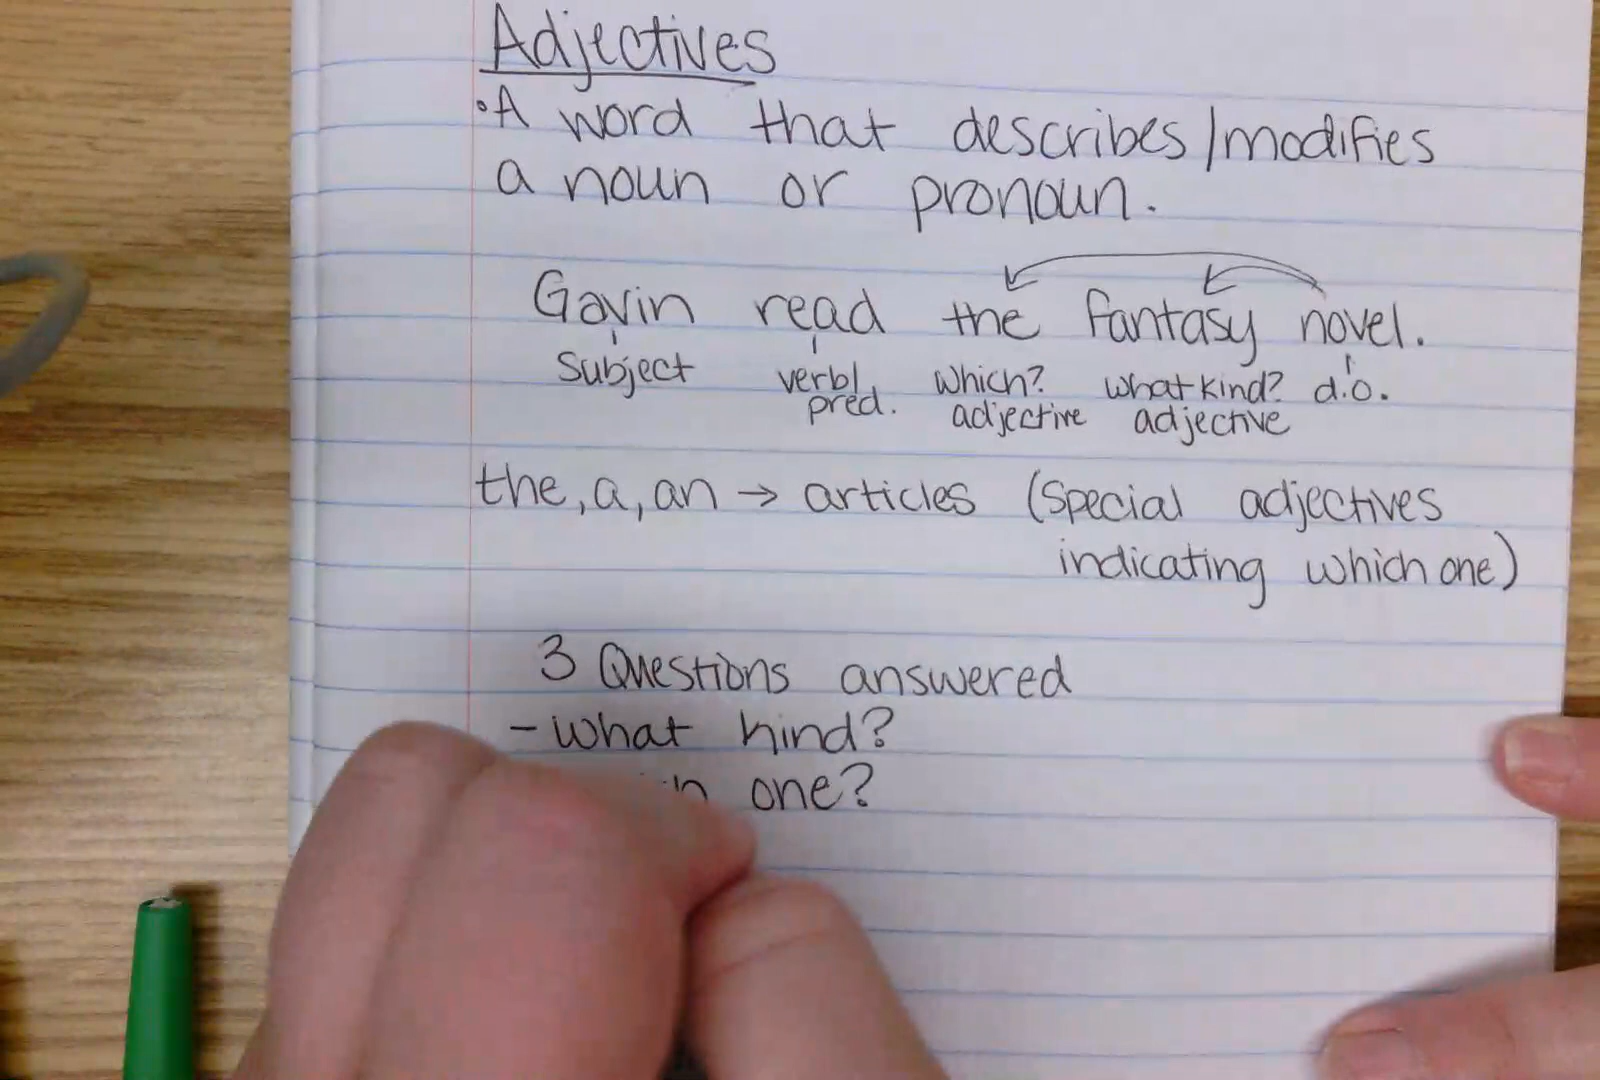 Adjectives
•A word that describes/modifies
a noun or pronoun.
Gavin read the fantasy novel.
Subject verb/ which? what kind? d.o.
pred. adjective adjective
the, a, an → articles (special adjectives
indicating which one)
3 Questions answered
- what kind?
one?